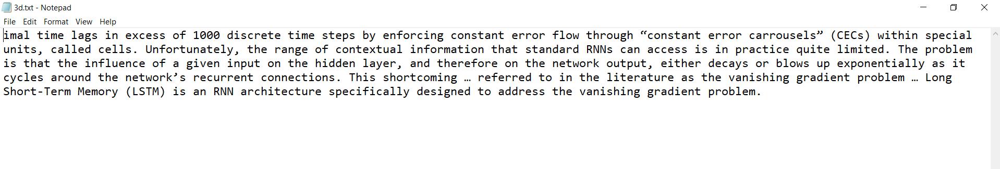 3d.txt - Notepad
File Edit Format View Help
imal time lags in excess of 1000 discrete time steps by enforcing constant error flow through “constant error carrousels” (CECs) within special
units, called cells. Unfortunately, the range of contextual information that standard RNNs can access is in practice quite limited. The problem
is that the influence of a given input on the hidden layer, and therefore on the network output, either decays or blows up exponentially as it
cycles around the network’s recurrent connections. This shortcoming … referred to in the literature as the vanishing gradient problem … Long
Short-Term Memory (LSTM) is an RNN architecture specifically designed to address the vanishing gradient problem.